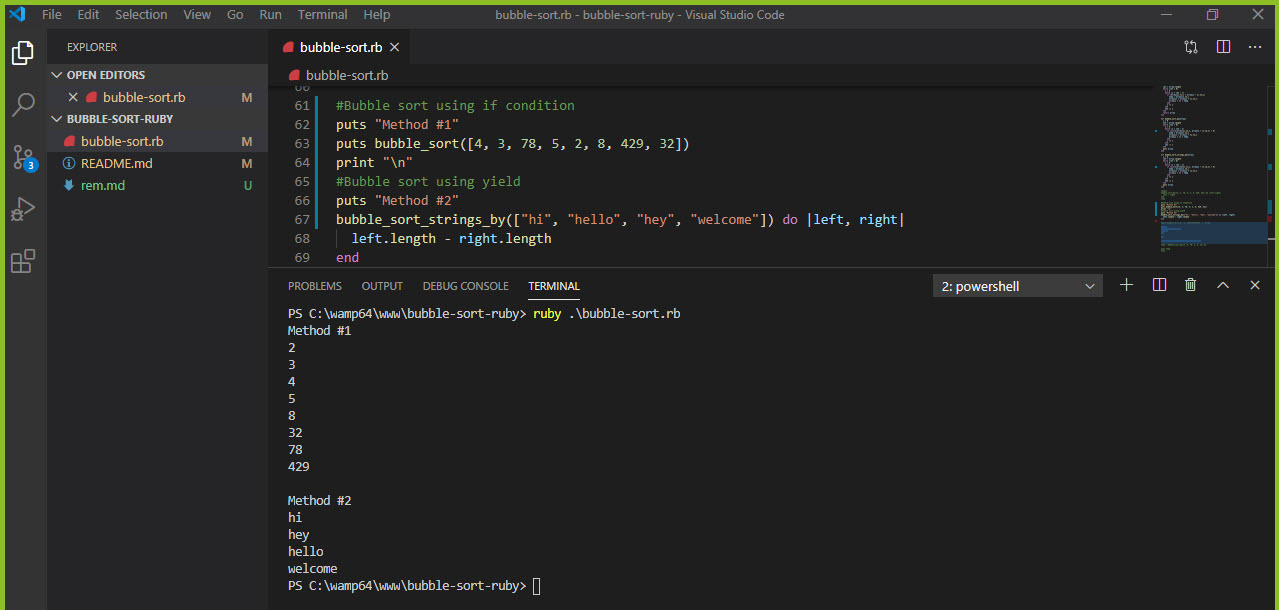 File Edit Selection View Go Run Terminal Help
bubble-sort.rb - bubble-sort-ruby - Visual Studio Code
EXPLORER
OPEN EDITORS
bubble-sort.rb M
BUBBLE-SORT-RUBY
bubble-sort.rb M
README.md M
rem.md U
3
bubble-sort.rb
bubble-sort.rb
60
61 #Bubble sort using if condition
62 puts "Method #1"
63 puts bubble_sort([4, 3, 78, 5, 2, 8, 429, 32])
64 print "\n"
65 #Bubble sort using yield
66 puts "Method #2"
67 bubble_sort_strings_by(["hi", "hello", "hey", "welcome"]) do |left, right|
68 left.length - right.length
69 end
PROBLEMS OUTPUT DEBUG CONSOLE TERMINAL
2: powershell
PS C:\wamp64\www\bubble-sort-ruby> ruby .\bubble-sort.rb
Method #1
2
3
4
5
8
32
78
429
Method #2
hi
hey
hello
welcome
PS C:\wamp64\www\bubble-sort-ruby>